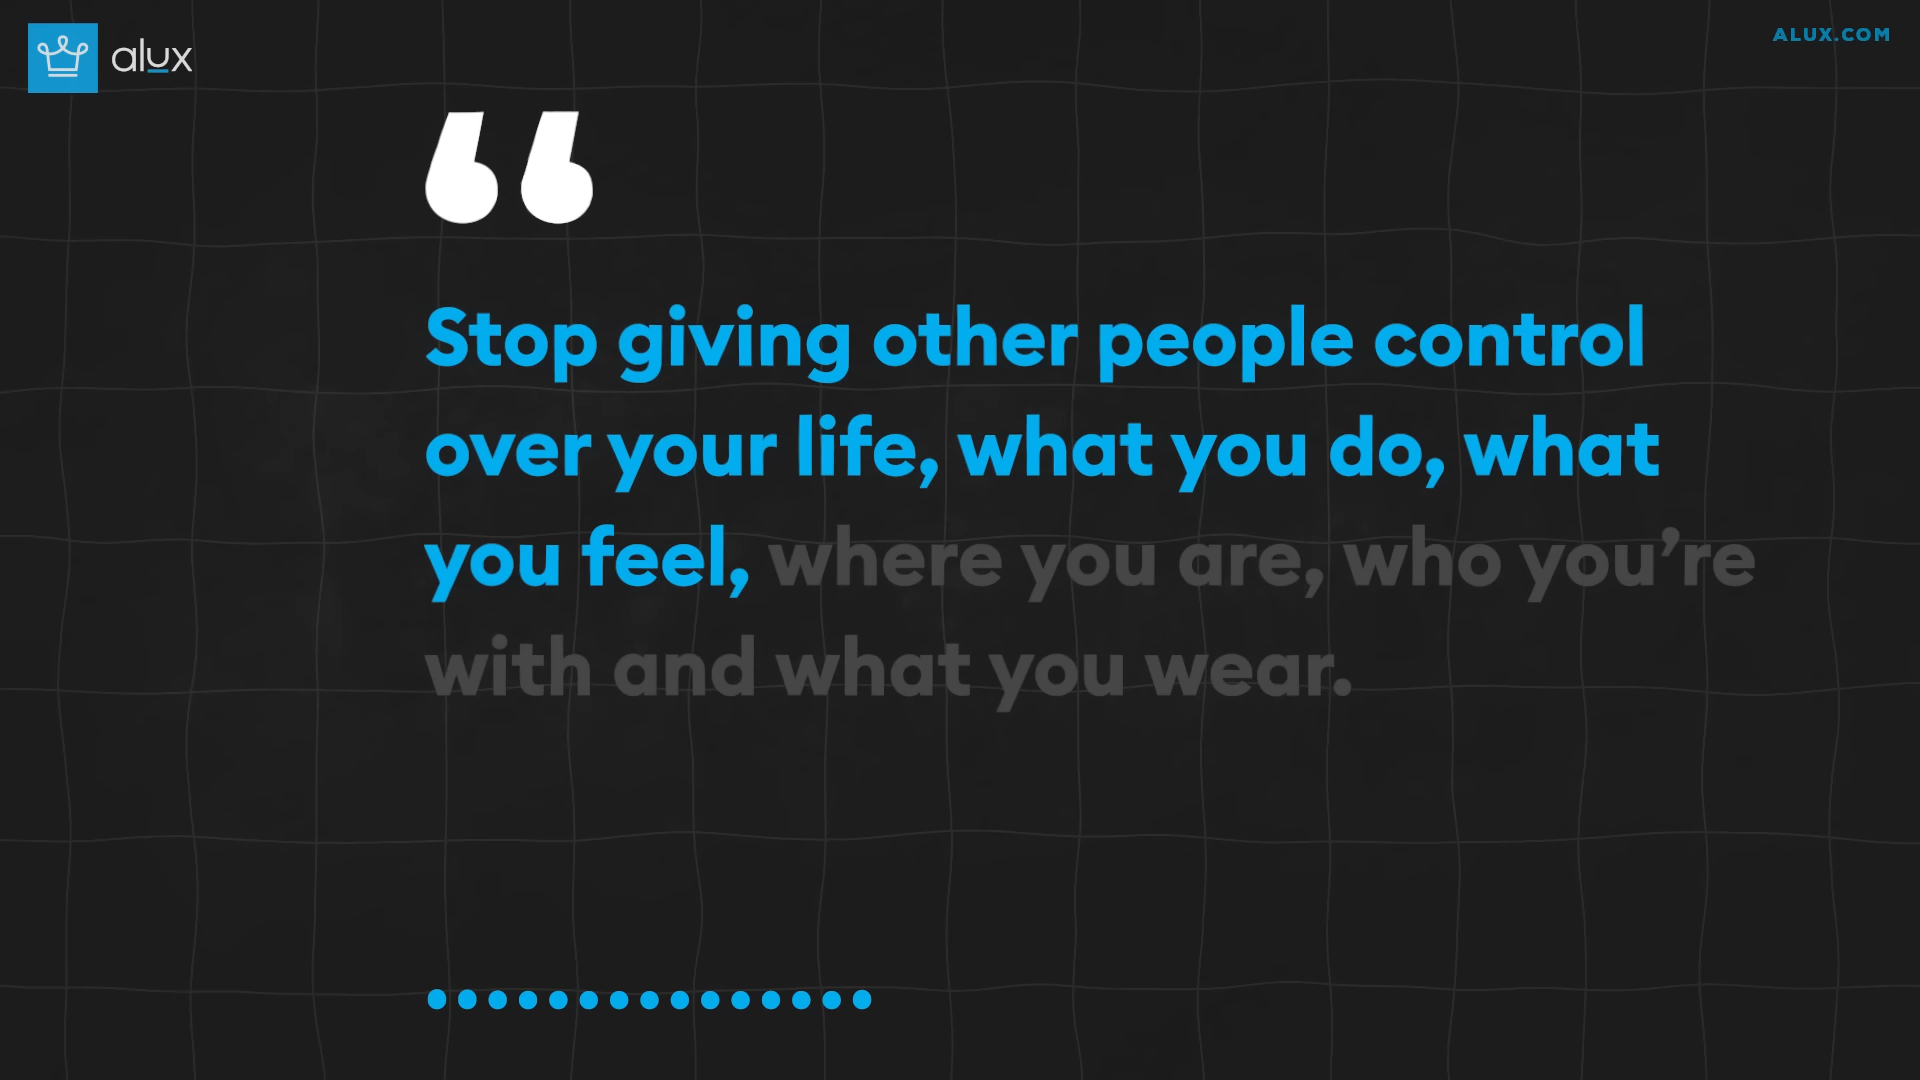 alux
ALUX.COM
“
Stop giving other people control
over your life, what you do, what
you feel, where you are, who you’re
with and what you wear.